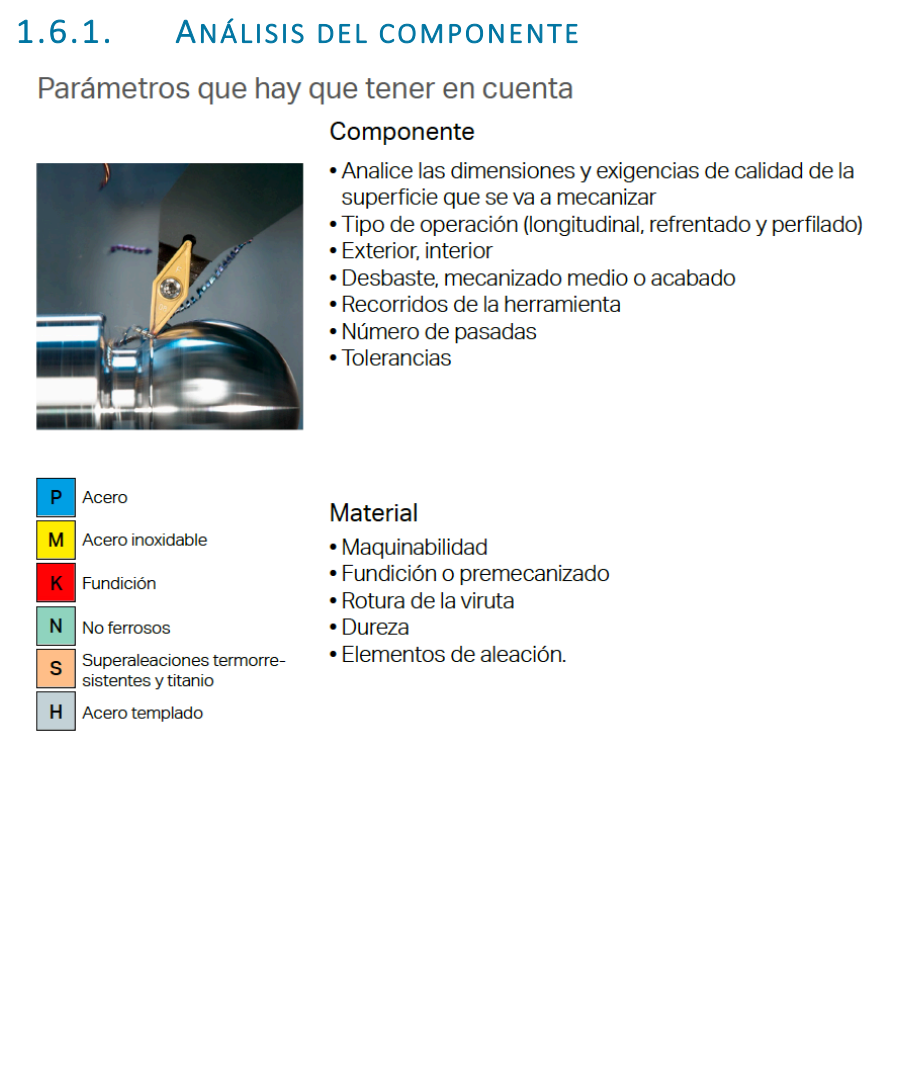 1.6.1. ANÁLISIS DEL COMPONENTE
Parámetros que hay que tener en cuenta
Componente
• Analice las dimensiones y exigencias de calidad de la
superficie que se va a mecanizar
• Tipo de operación (longitudinal, refrentado y perfilado)
• Exterior, interior
• Desbaste, mecanizado medio o acabado
• Recorridos de la herramienta
• Número de pasadas
• Tolerancias
P Acero
M Acero inoxidable
K Fundición
N No ferrosos
S Superaleaciones termorre-
sistentes y titanio
H Acero templado
Material
• Maquinabilidad
• Fundición o premecanizado
• Rotura de la viruta
• Dureza
• Elementos de aleación.